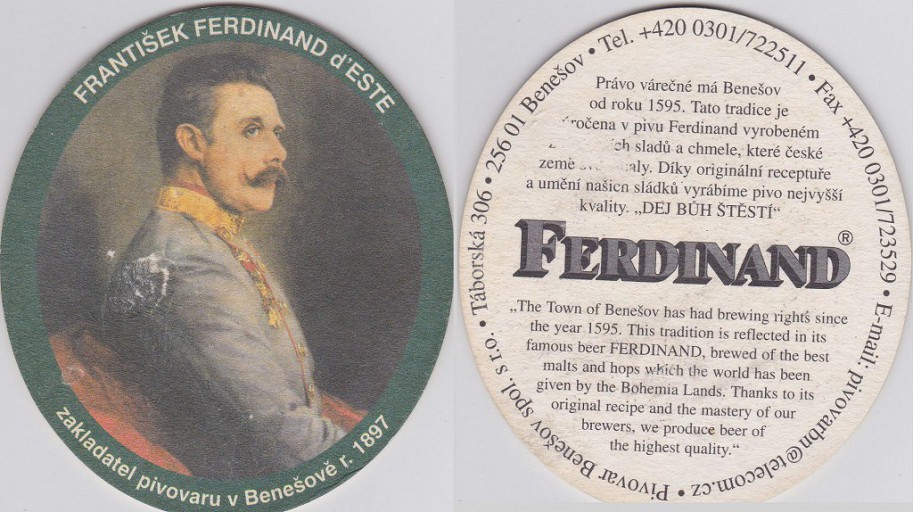 FRANTIŠEK FERDINAND d'ESTE
zakladatel pivovaru v Benešově r. 1897
Pivovar Benešov spol. s r.o. • Táborská 306 • 256 01 Benešov • Tel. +420 0301/722511 • Fax +420 0301/723529 • E-mail: pivovarbn@telecom.cz •
Právo várečné má Benešov
od roku 1595. Tato tradice je
v pivu Ferdinand vyrobeném
sladů a chmele, které české
země Díky originální receptuře
a umění našich sládků vyrábíme pivo nejvyšší
kvality. „DEJ BŮH ŠTĚSTÍ“
FERDINAND®
„The Town of Benešov has had brewing rights since
the year 1595. This tradition is reflected in its
famous beer FERDINAND, brewed of the best
malts and hops which the world has been
given by the Bohemia Lands. Thanks to its
original recipe and the mastery of our
brewers, we produce beer of
the highest quality.“